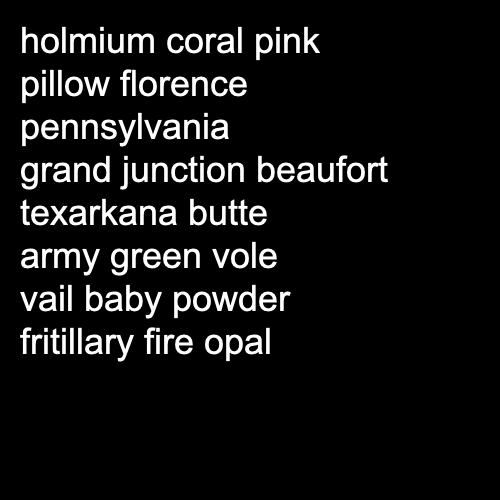 holmium coral pink
pillow florence
pennsylvania
grand junction beaufort
texarkana butte
army green vole
vail baby powder
fritillary fire opal